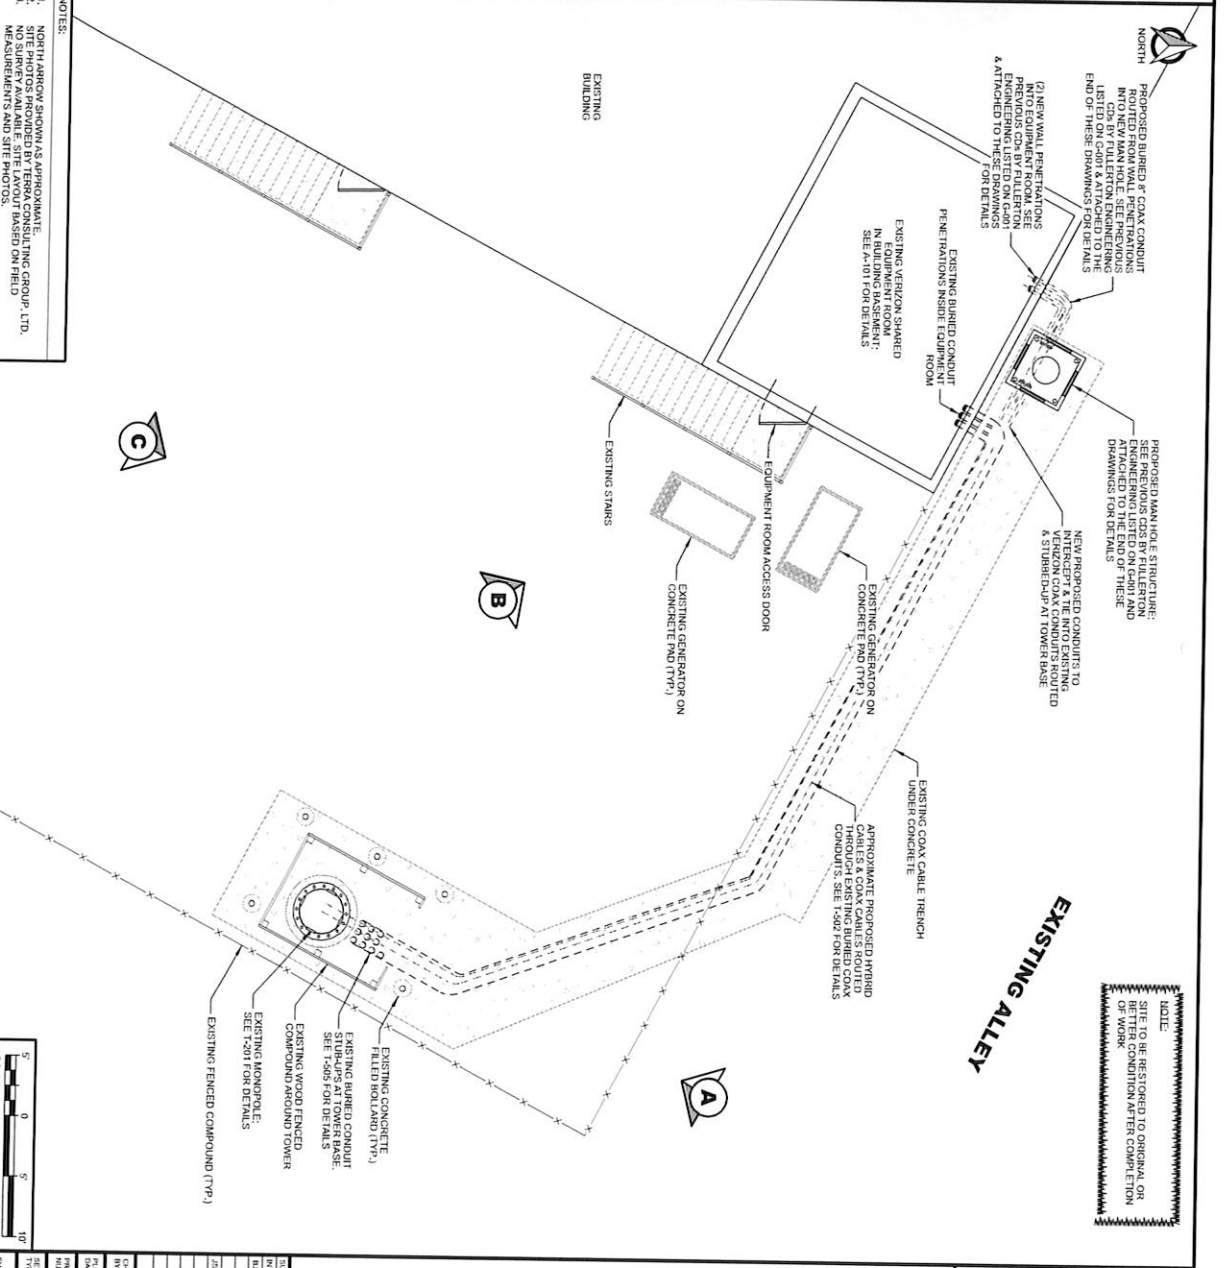 NORTH
PROPOSED BURIED 8" COAX CONDUIT
ROUTED FROM WALL PENETRATIONS
INTO NEW MAN HOLE. SEE PREVIOUS
CDs BY FULLERTON ENGINEERING
LISTED ON G-001 & ATTACHED TO THE
END OF THESE DRAWINGS FOR DETAILS
(2) NEW WALL PENETRATIONS
INTO EQUIPMENT ROOM. SEE
PREVIOUS CDs BY FULLERTON
ENGINEERING LISTED ON G-001
& ATTACHED TO THESE DRAWINGS
FOR DETAILS
EXISTING BURIED CONDUIT
PENETRATIONS INSIDE EQUIPMENT
ROOM
EXISTING VERIZON SHARED
EQUIPMENT ROOM
IN BUILDING BASEMENT;
SEE A-101 FOR DETAILS
EXISTING
BUILDING
PROPOSED MAN HOLE STRUCTURE;
SEE PREVIOUS CDS BY FULLERTON
ENGINEERING LISTED ON G-001 AND
ATTACHED TO THE END OF THESE
DRAWINGS FOR DETAILS
NEW PROPOSED CONDUITS TO
INTERCEPT & TIE INTO EXISTING
VERIZON COAX CONDUITS ROUTED
& STUBBED-UP AT TOWER BASE
EXISTING GENERATOR ON
CONCRETE PAD (TYP.)
EQUIPMENT ROOM ACCESS DOOR
EXISTING GENERATOR ON
CONCRETE PAD (TYP.)
EXISTING STAIRS
EXISTING COAX CABLE TRENCH
UNDER CONCRETE
APPROXIMATE PROPOSED HYBRID
CABLES & COAX CABLES ROUTED
THROUGH EXISTING BURIED COAX
CONDUITS. SEE T-502 FOR DETAILS
EXISTING ALLEY
NOTE:
SITE TO BE RESTORED TO ORIGINAL OR
BETTER CONDITION AFTER COMPLETION
OF WORK
A
B
C
EXISTING CONCRETE
FILLED BOLLARD (TYP.)
EXISTING BURIED CONDUIT
STUB-UPS AT TOWER BASE.
SEE T-505 FOR DETAILS
EXISTING WOOD FENCED
COMPOUND AROUND TOWER
EXISTING MONOPOLE;
SEE T-201 FOR DETAILS
EXISTING FENCED COMPOUND (TYP.)
NOTES:
NORTH ARROW SHOWN AS APPROXIMATE.
SITE PHOTOS PROVIDED BY TERRA CONSULTING GROUP, LTD.
NO SURVEY AVAILABLE. SITE LAYOUT BASED ON FIELD
MEASUREMENTS AND SITE PHOTOS.
5' 0 5' 10'